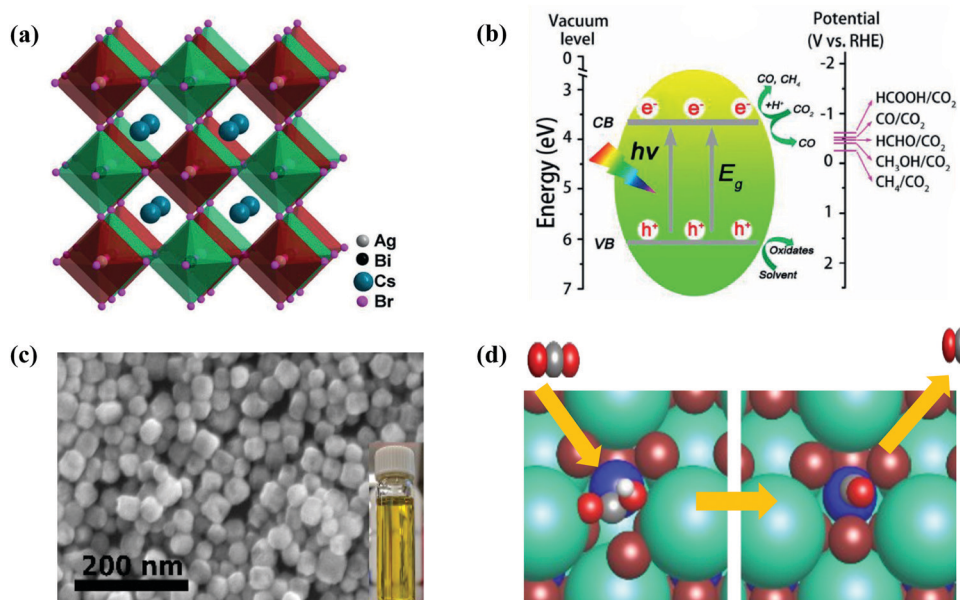 (a)
Ag
Bi
Cs
Br
(b)
Vacuum
level
Potential
(V vs. RHE)
Energy (eV)
0
3
4
5
6
7
CB
VB
e⁻ e⁻ e⁻
hν
E_g
h⁺ h⁺ h⁺
CO, CH₄
+H⁺
CO₂
CO
Oxidates
Solvent
-2
-1
0
1
2
HCOOH/CO₂
CO/CO₂
HCHO/CO₂
CH₃OH/CO₂
CH₄/CO₂
(c)
200 nm
(d)